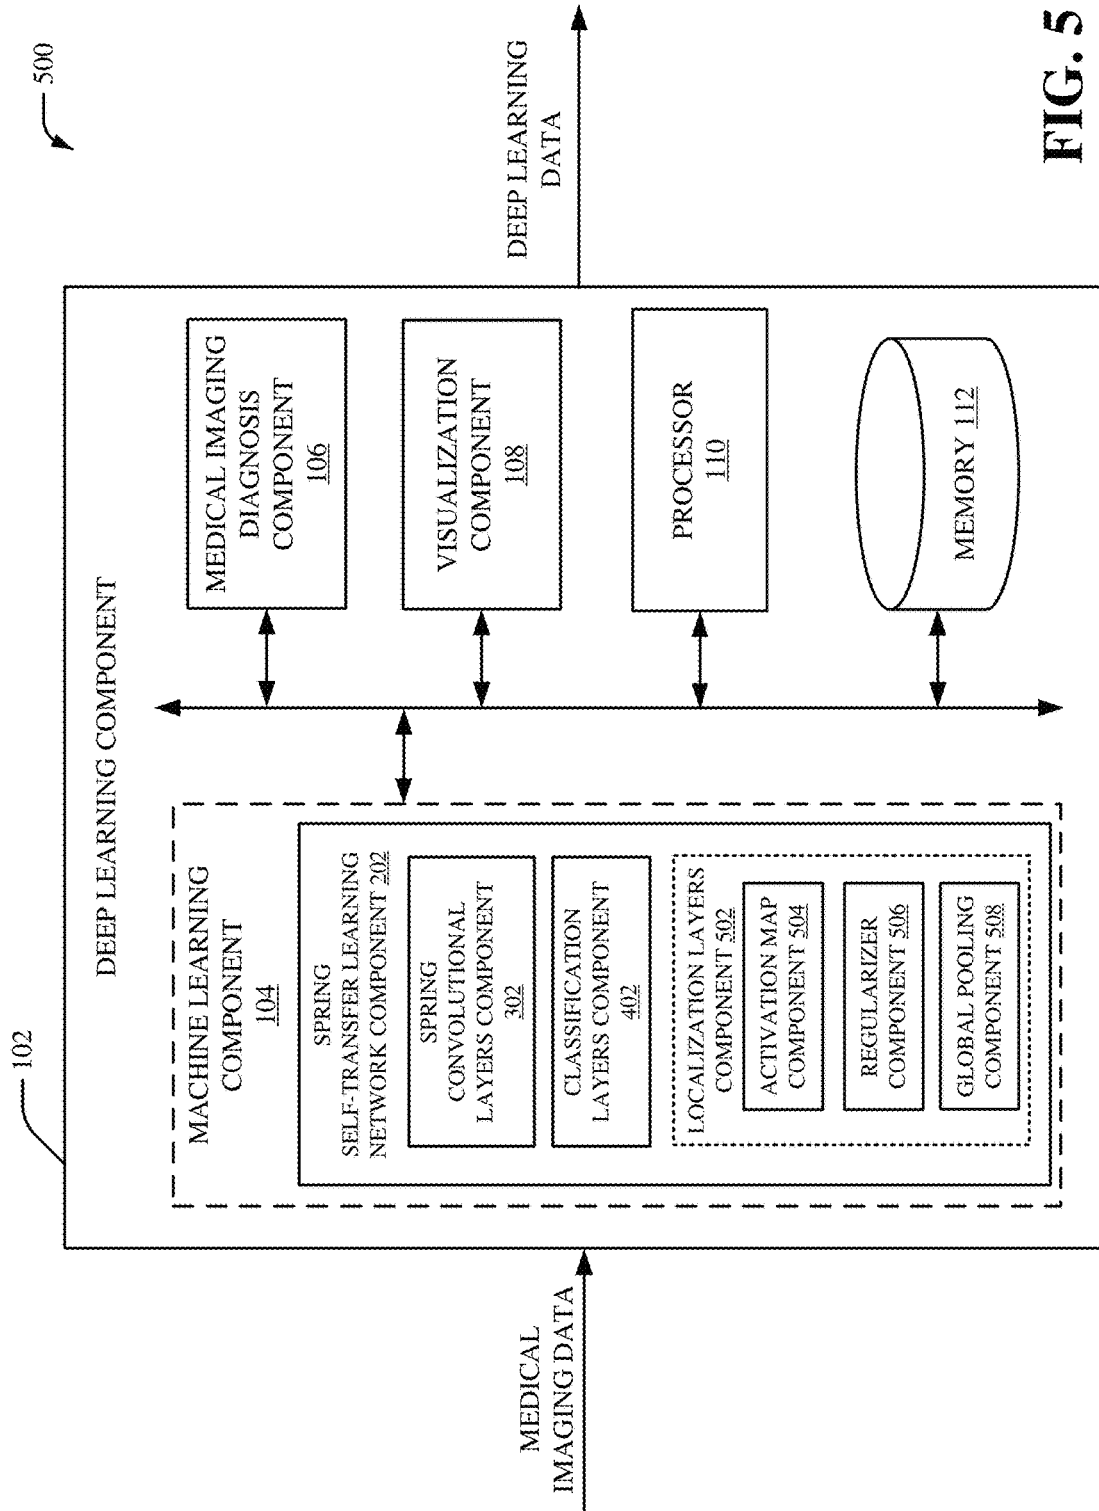 500
102
DEEP LEARNING COMPONENT
MACHINE LEARNING
COMPONENT
104
SPRING
SELF-TRANSFER LEARNING
NETWORK COMPONENT 202
SPRING
CONVOLUTIONAL
LAYERS COMPONENT
302
CLASSIFICATION
LAYERS COMPONENT
402
LOCALIZATION LAYERS
COMPONENT 502
ACTIVATION MAP
COMPONENT 504
REGULARIZER
COMPONENT 506
GLOBAL POOLING
COMPONENT 508
MEDICAL IMAGING
DIAGNOSIS
COMPONENT
106
VISUALIZATION
COMPONENT
108
PROCESSOR
110
MEMORY 112
MEDICAL
IMAGING DATA
DEEP LEARNING
DATA
FIG. 5